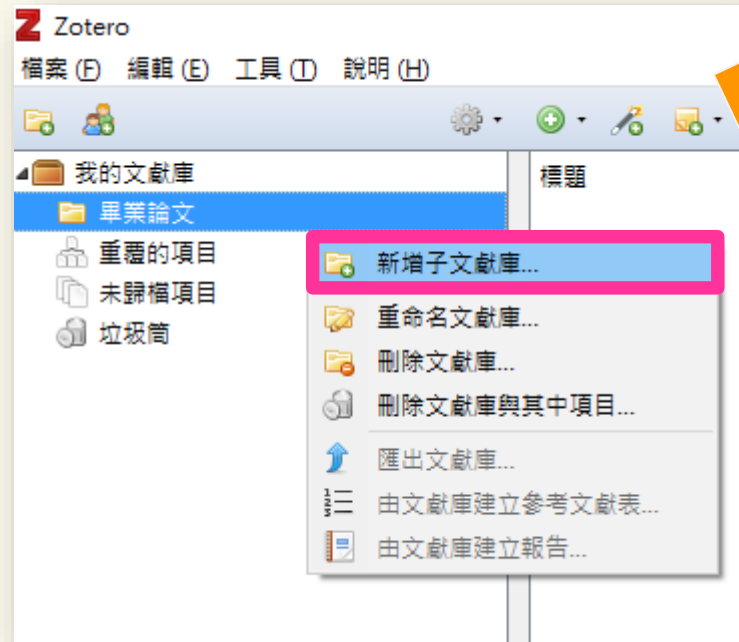 Zotero
檔案 (F) 編輯 (E) 工具 (T) 說明 (H)
我的文獻庫
標題
畢業論文
重覆的項目
未歸檔項目
垃圾筒
新增子文獻庫...
重命名文獻庫...
刪除文獻庫...
刪除文獻庫與其中項目...
匯出文獻庫...
由文獻庫建立參考文獻表...
由文獻庫建立報告...